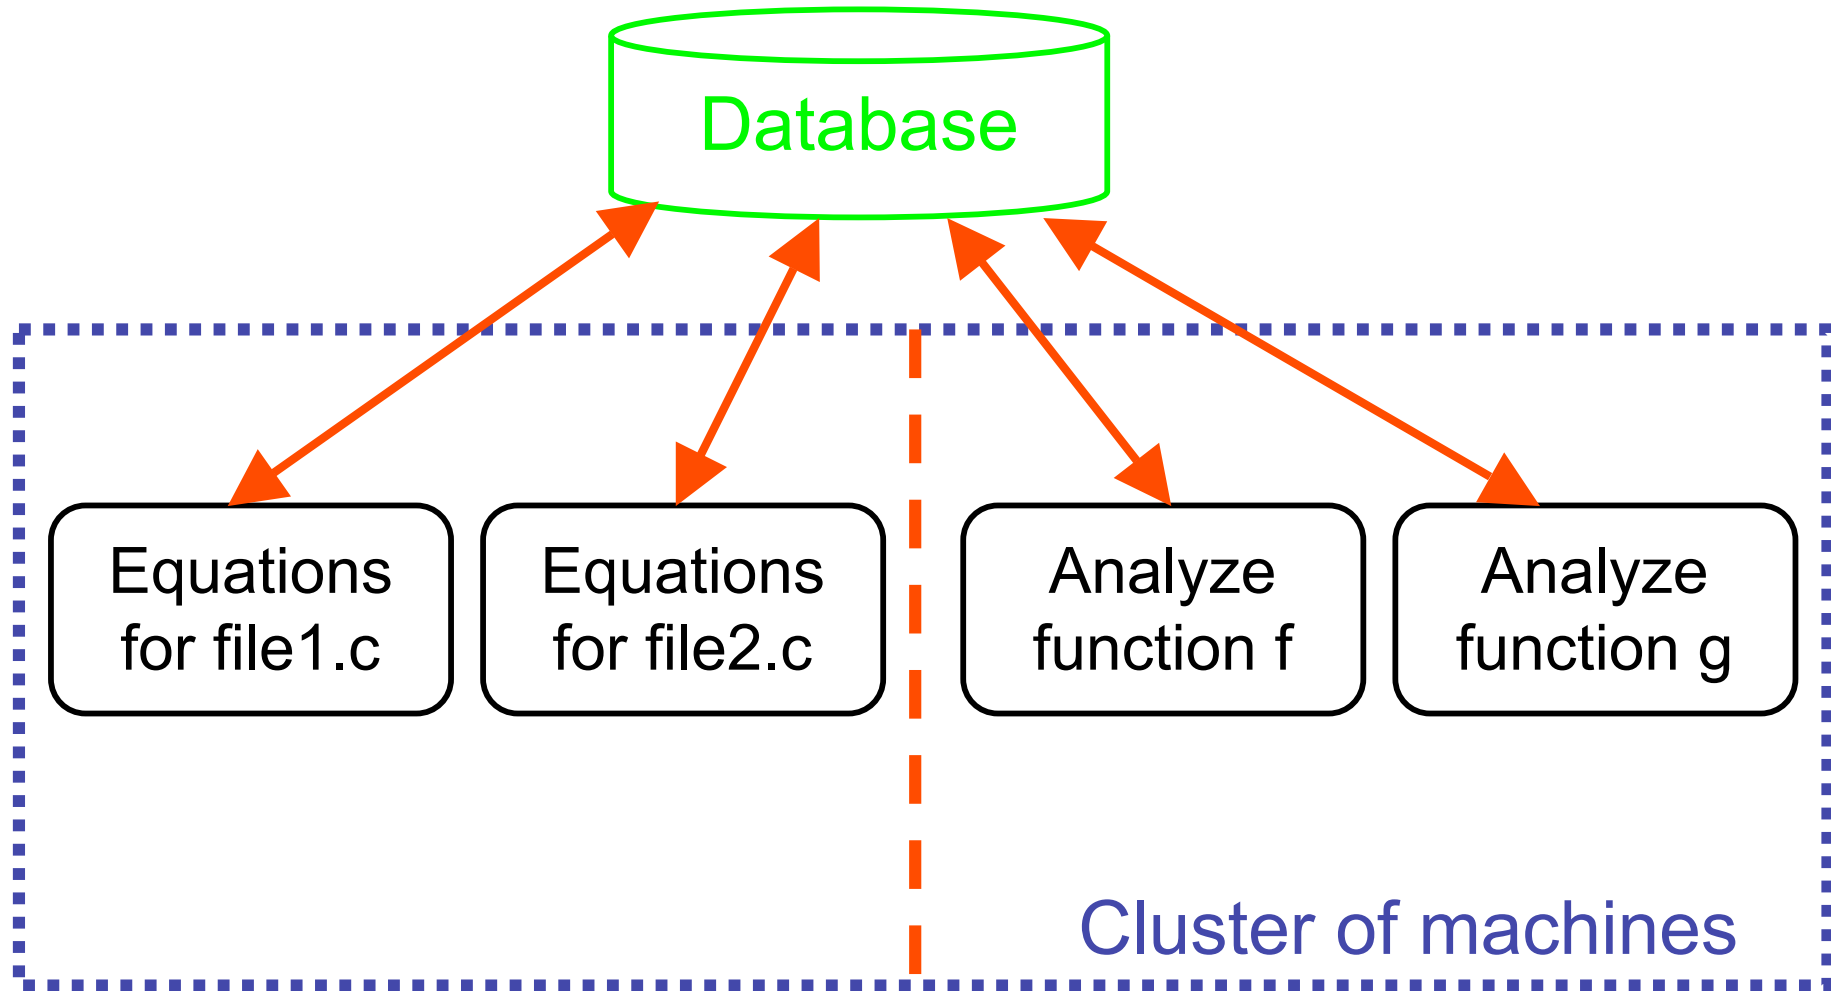 Database
Equations
for file1.c
Equations
for file2.c
Analyze
function f
Analyze
function g
Cluster of machines